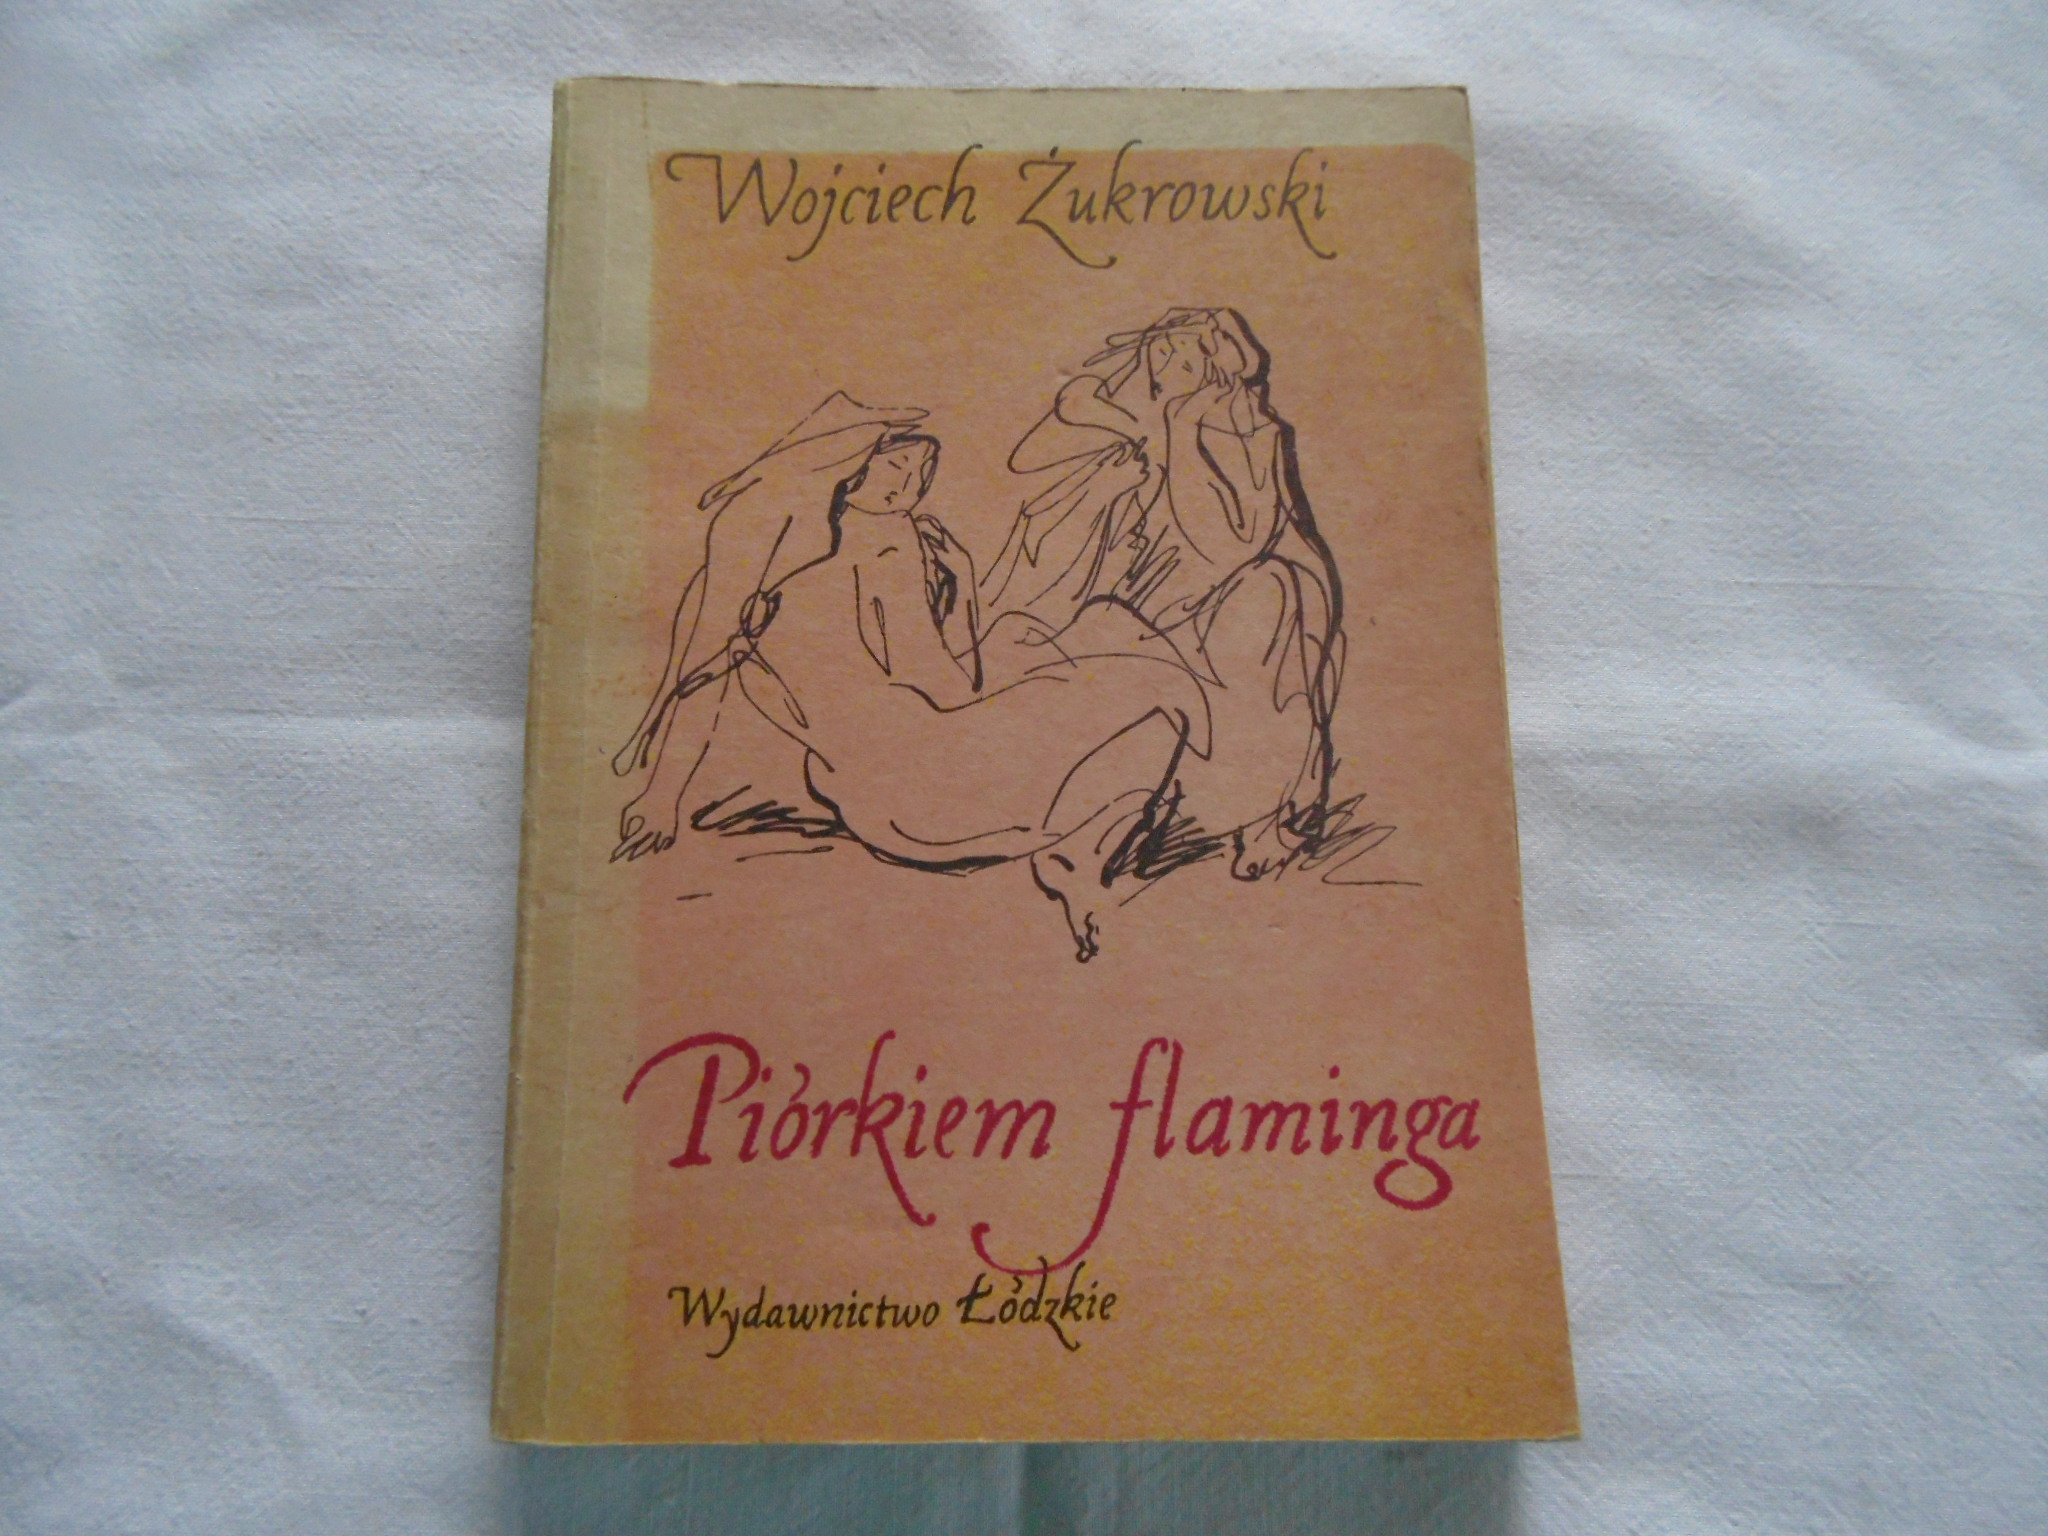 Wojciech Żukrowski
Piórkiem flaminga
Wydawnictwo Łódzkie